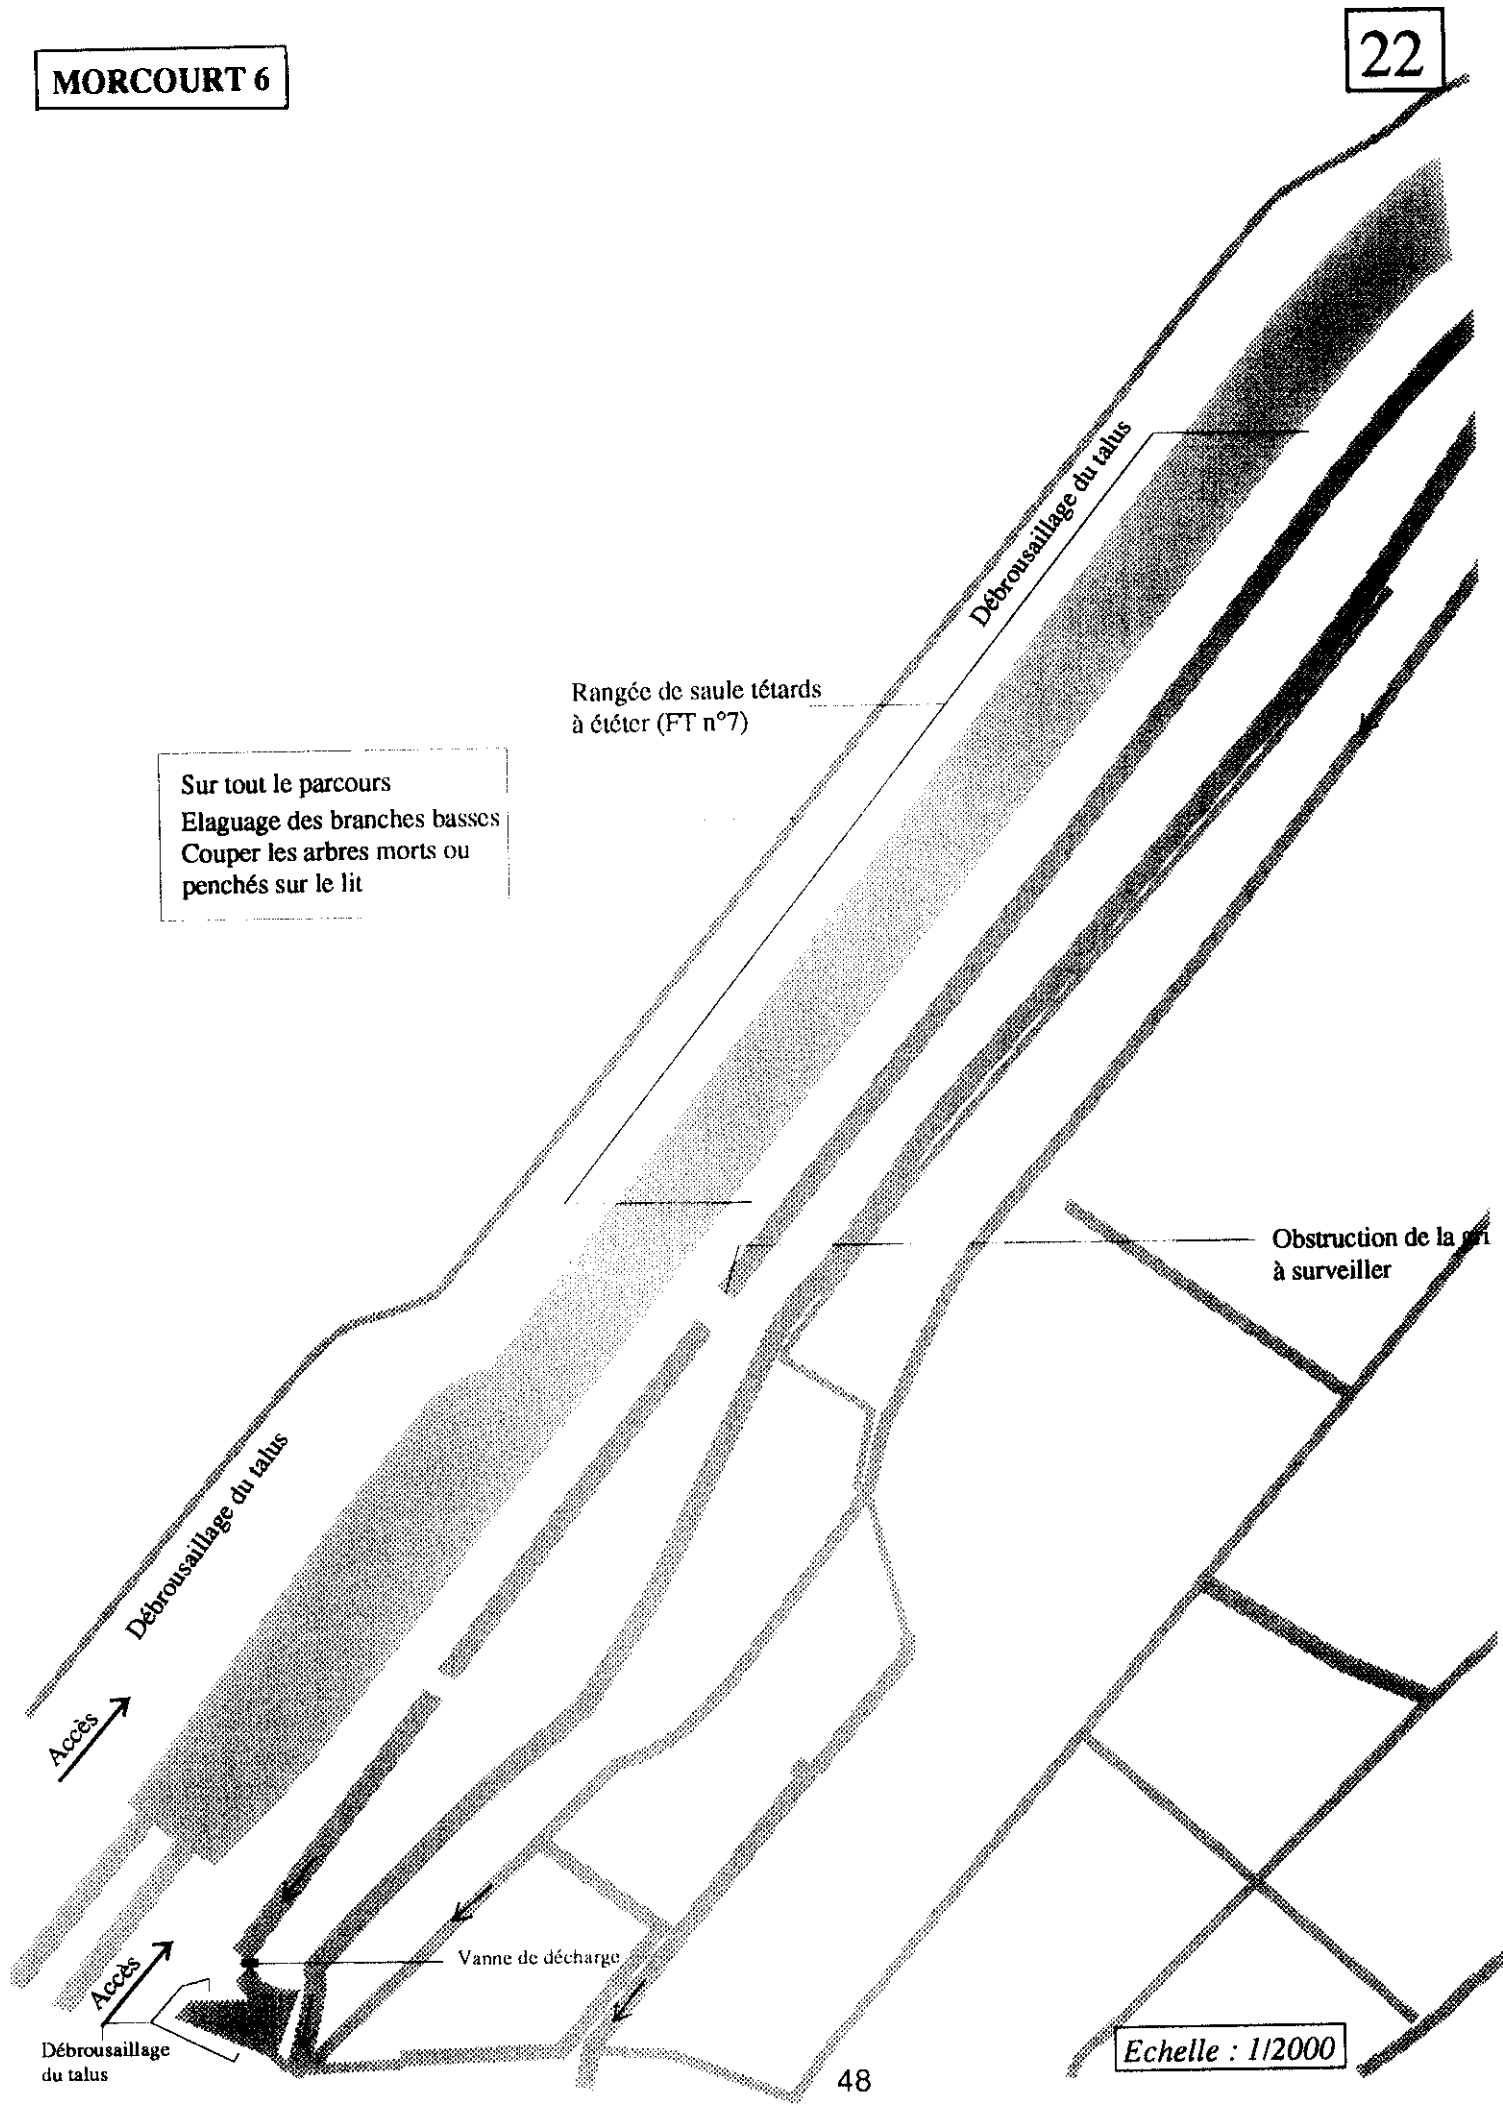 MORCOURT 6
22
Débrousaillage du talus
Rangée de saule tétards
à ététer (FT n°7)
Sur tout le parcours
Elaguage des branches basses
Couper les arbres morts ou
penchés sur le lit
Obstruction de la
à surveiller
Débrousaillage du talus
Accès
Accès
Vanne de décharge
Débrousaillage
du talus
Echelle : 1/2000
48